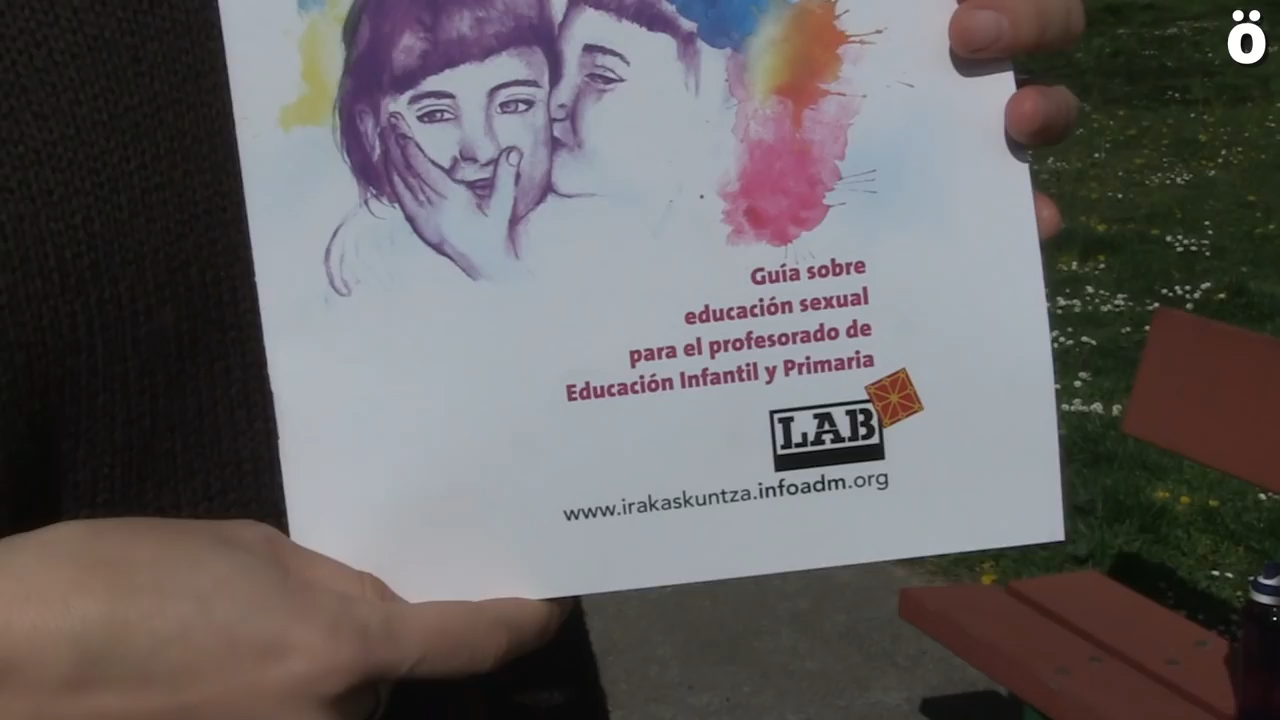 ö
Guía sobre
educación sexual
para el profesorado de
Educación Infantil y Primaria
LAB
www.irakaskuntza.infoadm.org